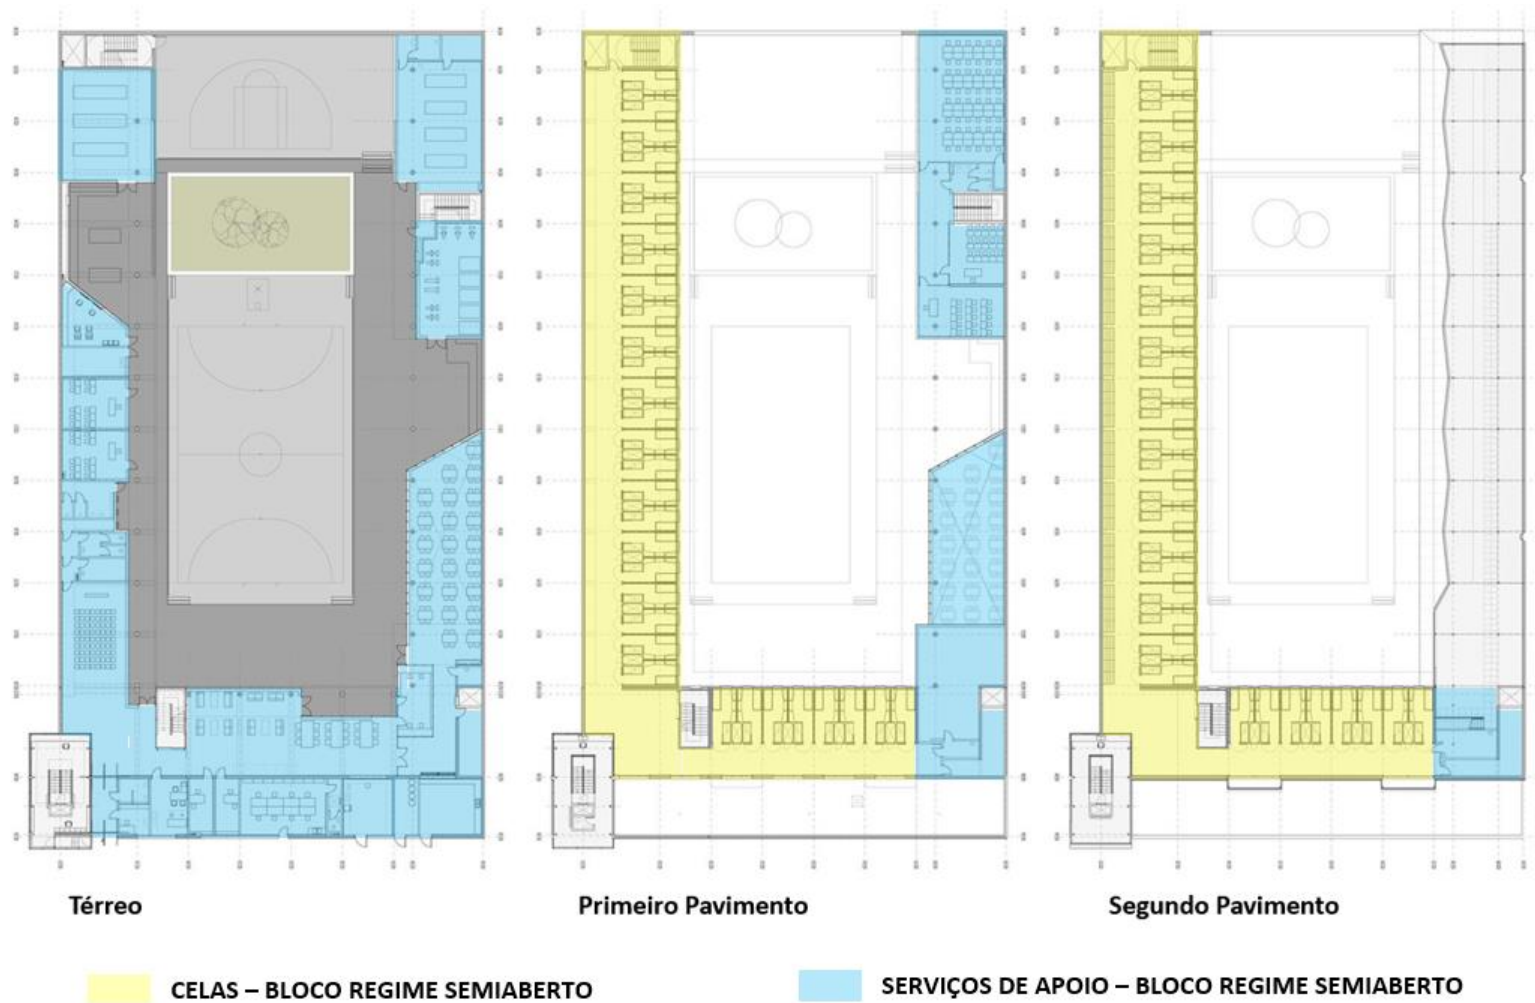 Térreo
Primeiro Pavimento
Segundo Pavimento
CELAS – BLOCO REGIME SEMIABERTO
SERVIÇOS DE APOIO – BLOCO REGIME SEMIABERTO